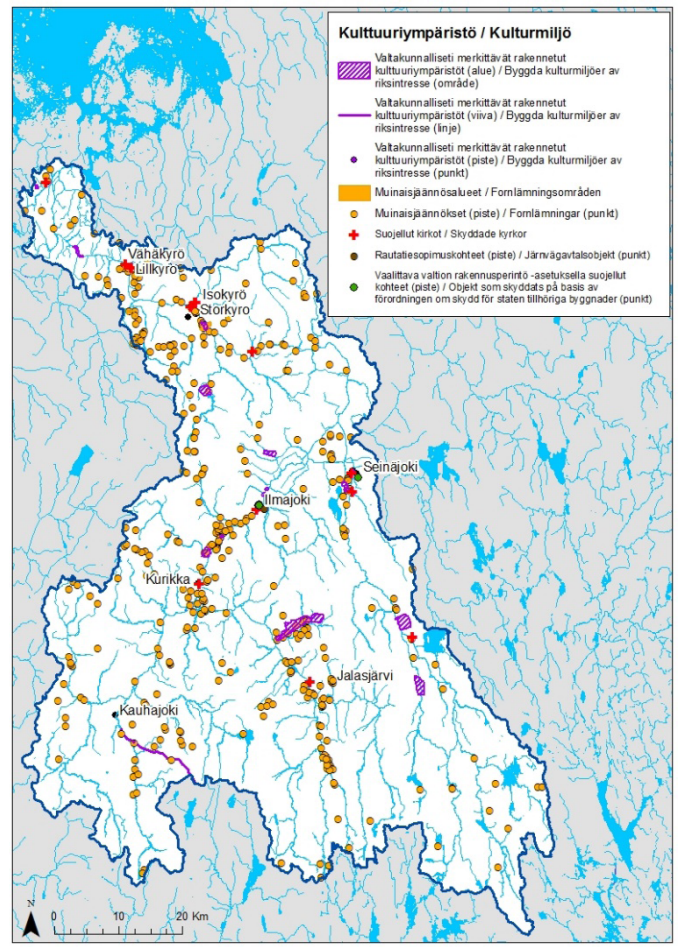 Kulttuuriympäristö / Kulturmiljö
Valtakunnalliseti merkittävät rakennetut
kulttuuriympäristöt (alue) / Byggda kulturmiljöer av
riksintresse (område)
Valtakunnalliseti merkittävät rakennetut
kulttuuriympäristöt (viiva) / Byggda kulturmiljöer av
riksintresse (linje)
Valtakunnalliseti merkittävät rakennetut
kulttuuriympäristöt (piste) / Byggda kulturmiljöer av
riksintresse (punkt)
Muinaisjäännösalueet / Fornlämningsområden
Muinaisjäännökset (piste) / Fornlämningar (punkt)
Suojellut kirkot / Skyddade kyrkor
Rautatiesopimuskohteet (piste) / Järnvägavtalsobjekt (punkt)
Vaalittava valtion rakennusperintö -asetuksella suojellut
kohteet (piste) / Objekt som skyddats på basis av
förordningen om skydd för staten tillhöriga byggnader (punkt)
Vähäkyrö
Lillkyro
Isokyrö
Storkyro
Seinäjoki
Ilmajoki
Kurikka
Jalasjärvi
Kauhajoki
N
0 10 20 Km